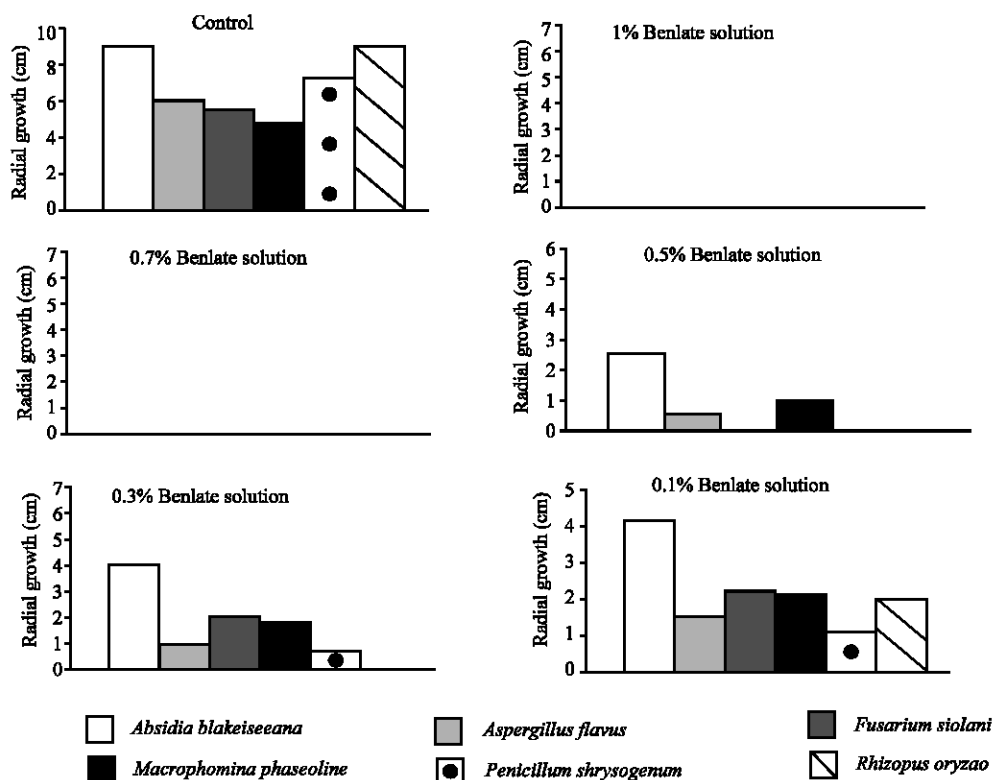 Control
Radial growth (cm)
10
8
6
4
2
0
1% Benlate solution
Radial growth (cm)
7
6
5
4
3
2
1
0
0.7% Benlate solution
Radial growth (cm)
7
6
5
4
3
2
1
0
0.5% Benlate solution
Radial growth (cm)
6
5
4
3
2
1
0
0.3% Benlate solution
Radial growth (cm)
7
6
5
4
3
2
1
0
0.1% Benlate solution
Radial growth (cm)
5
4
3
2
1
0
Absidia blakeiseeana
Aspergillus flavus
Fusarium siolani
Macrophomina phaseoline
Penicillum shrysogenum
Rhizopus oryzao